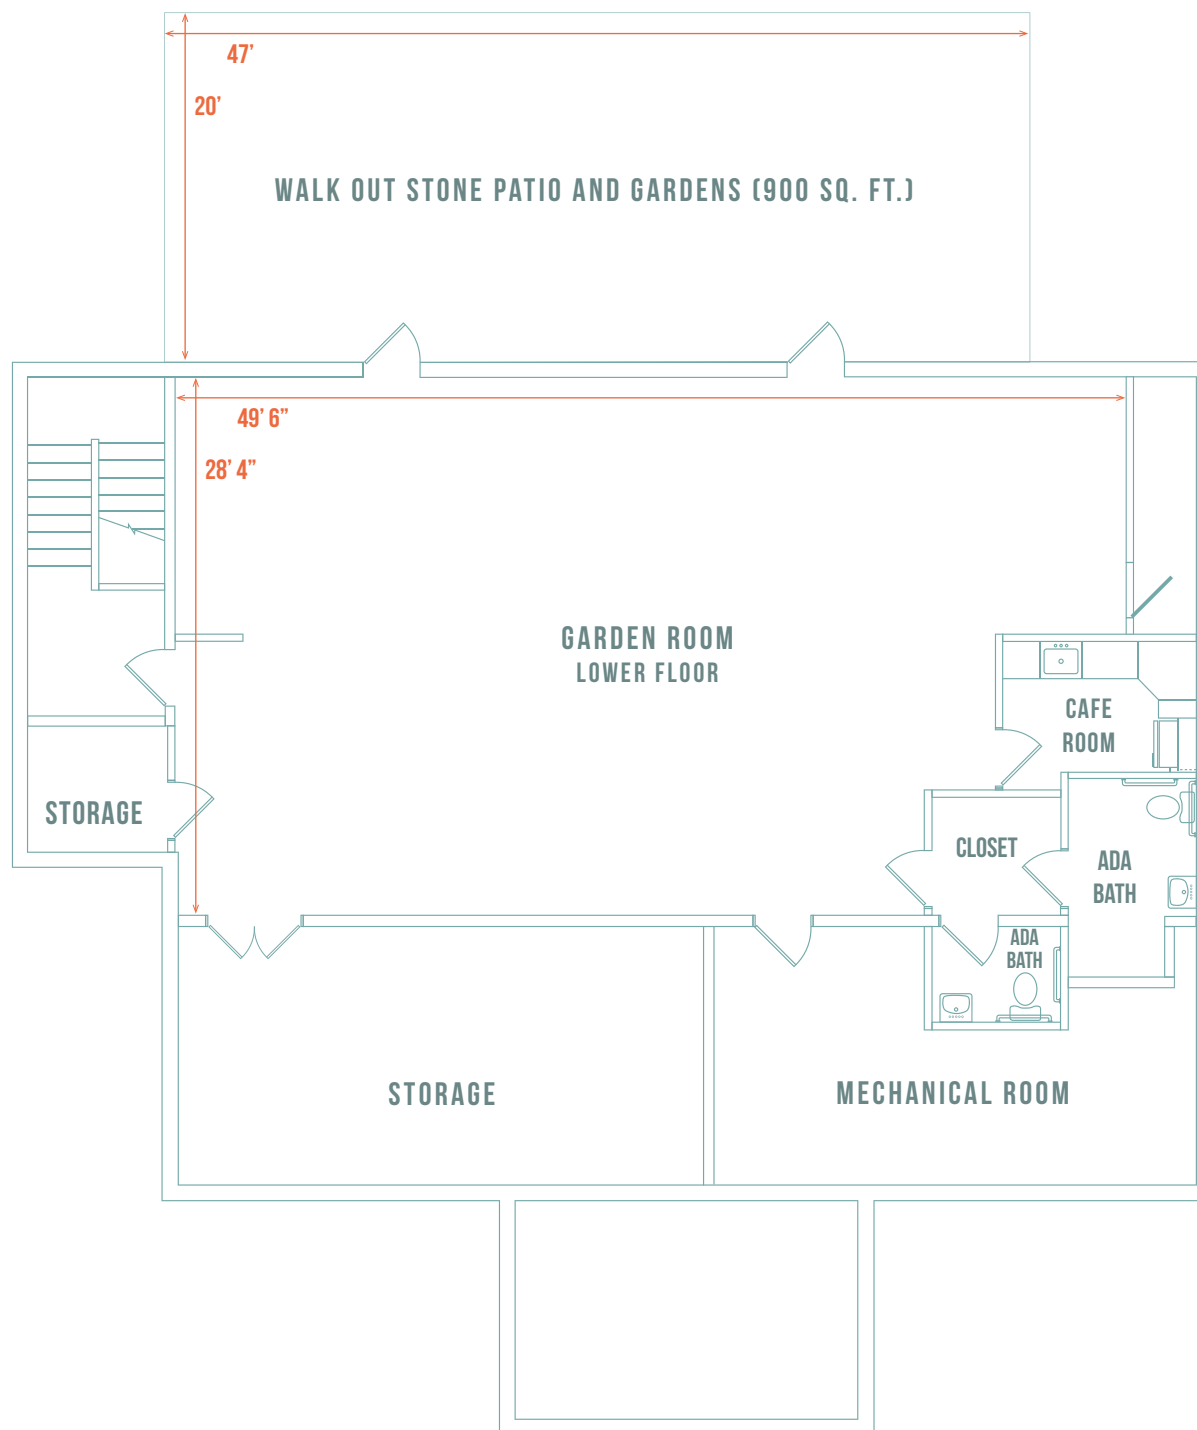 47’
20’
WALK OUT STONE PATIO AND GARDENS (900 SQ. FT.)
49’ 6”
28’ 4”
GARDEN ROOM
LOWER FLOOR
CAFE
ROOM
STORAGE
CLOSET
ADA
BATH
ADA
BATH
STORAGE
MECHANICAL ROOM